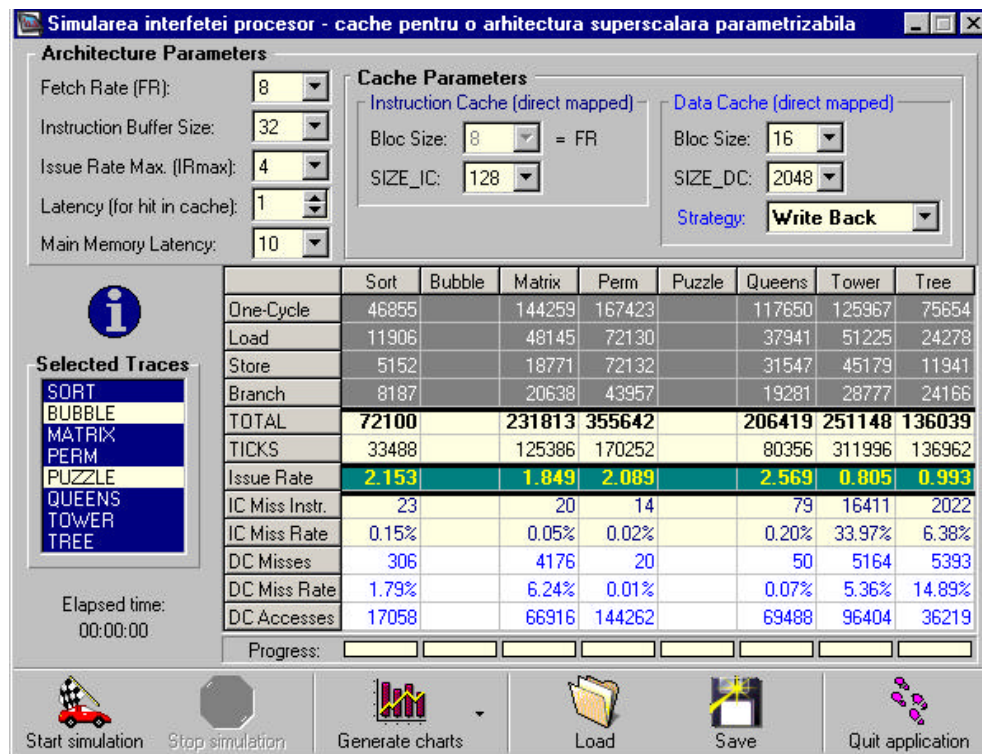 Simularea interfetei procesor - cache pentru o arhitectura superscalara parametrizabila
Architecture Parameters
Fetch Rate (FR): 8
Instruction Buffer Size: 32
Issue Rate Max. (IRmax): 4
Latency (for hit in cache): 1
Main Memory Latency: 10
Cache Parameters
Instruction Cache (direct mapped)
Bloc Size: 8 = FR
SIZE_IC: 128
Data Cache (direct mapped)
Bloc Size: 16
SIZE_DC: 2048
Strategy: Write Back
Selected Traces
SORT
BUBBLE
MATRIX
PERM
PUZZLE
QUEENS
TOWER
TREE
Elapsed time:
00:00:00
Sort Bubble Matrix Perm Puzzle Queens Tower Tree
One-Cycle 46855 144259 167423 117650 125967 75654
Load 11906 48145 72130 37941 51225 24278
Store 5152 18771 72132 31547 45179 11941
Branch 8187 20638 43957 19281 28777 24166
TOTAL 72100 231813 355642 206419 251148 136039
TICKS 33488 125386 170252 80356 311996 136962
Issue Rate 2.153 1.849 2.089 2.569 0.805 0.993
IC Miss Instr. 23 20 14 79 16411 2022
IC Miss Rate 0.15% 0.05% 0.02% 0.20% 33.97% 6.38%
DC Misses 306 4176 20 50 5164 5393
DC Miss Rate 1.79% 6.24% 0.01% 0.07% 5.36% 14.89%
DC Accesses 17058 66916 144262 69488 96404 36219
Progress:
Start simulation Stop simulation Generate charts Load Save Quit application